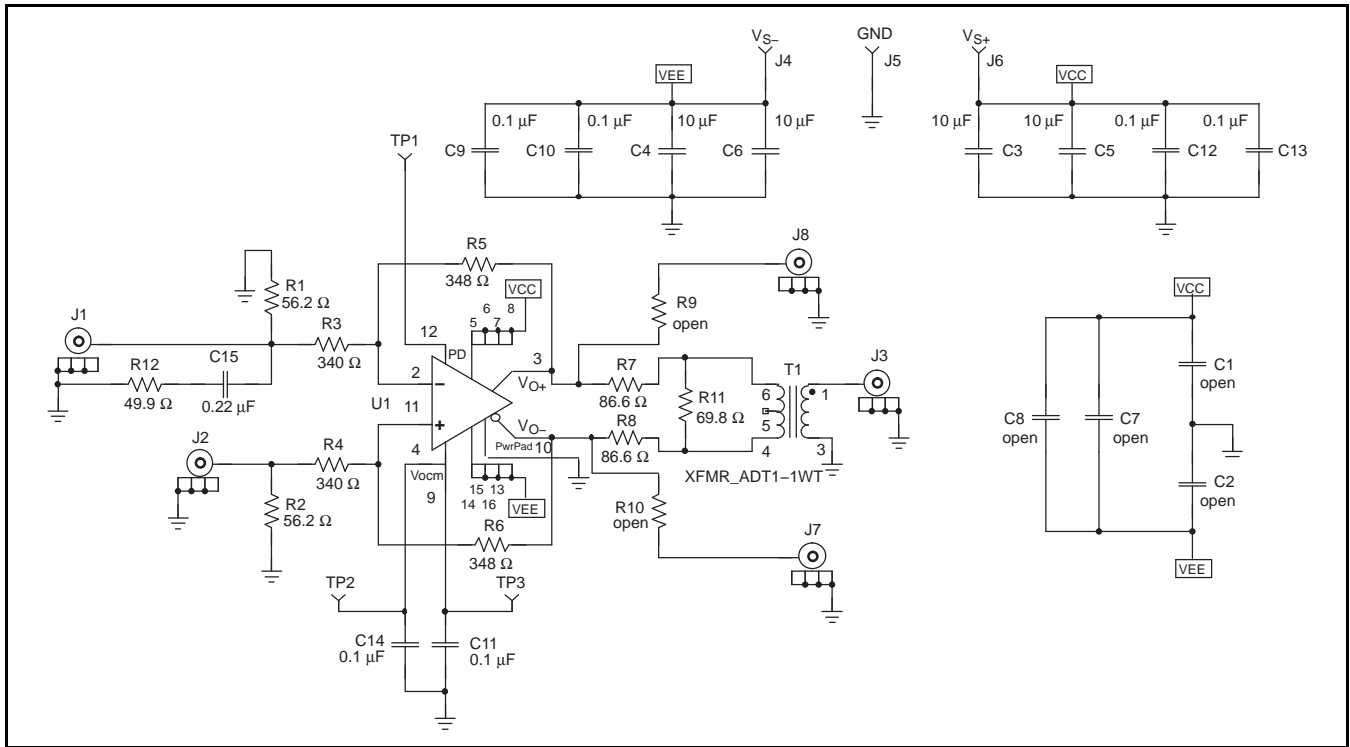 V_S– J4
GND J5
V_S+ J6
VEE
VCC
0.1 µF 0.1 µF 10 µF 10 µF
C9 C10 C4 C6
10 µF 10 µF 0.1 µF 0.1 µF
C3 C5 C12 C13
TP1
R5
348 Ω
J8
VCC
6 8
5 7
R9
open
R1
56.2 Ω
J1
R3
340 Ω
12
PD
3
V_O+
R7
86.6 Ω
T1
J3
R12
49.9 Ω
C15
0.22 µF
2
–
U1
11
+
R11
69.8 Ω
6
5
4
1
3
J2
R4
340 Ω
V_O–
R8
86.6 Ω
PwrPad 10
4
Vocm
9
XFMR_ADT1–1WT
R2
56.2 Ω
15 13
14 16
VEE
R10
open
R6
348 Ω
J7
TP2
TP3
C14
0.1 µF
C11
0.1 µF
VCC
C1
open
C8
open
C7
open
C2
open
VEE